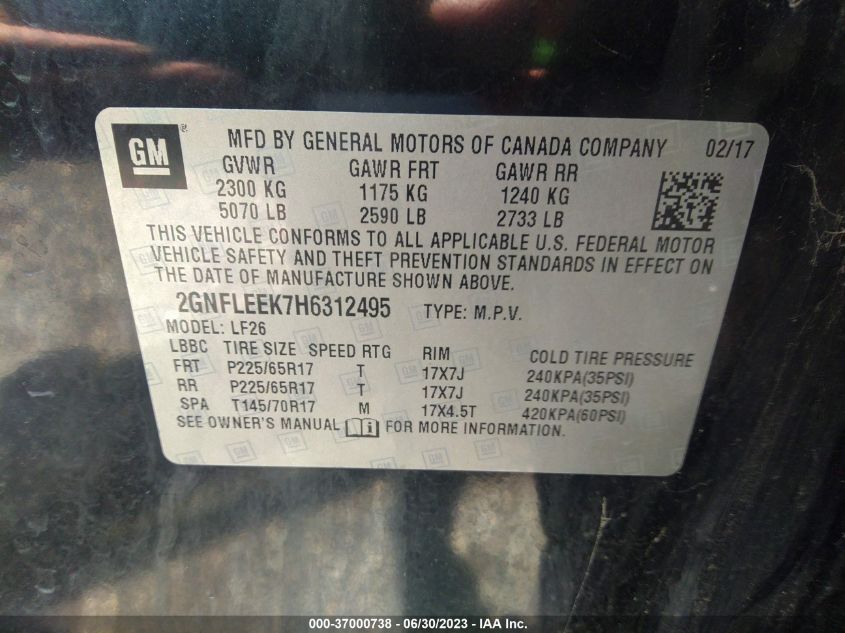 GM ® MFD BY GENERAL MOTORS OF CANADA COMPANY 02/17
GVWR GAWR FRT GAWR RR
2300 KG 1175 KG 1240 KG
5070 LB 2590 LB 2733 LB
THIS VEHICLE CONFORMS TO ALL APPLICABLE U.S. FEDERAL MOTOR
VEHICLE SAFETY AND THEFT PREVENTION STANDARDS IN EFFECT ON
THE DATE OF MANUFACTURE SHOWN ABOVE.
2GNFLEEK7H6312495 TYPE: M.P.V.
MODEL: LF26
LBBC TIRE SIZE SPEED RTG RIM COLD TIRE PRESSURE
FRT P225/65R17 T 17X7J 240KPA(35PSI)
RR P225/65R17 T 17X7J 240KPA(35PSI)
SPA T145/70R17 M 17X4.5T 420KPA(60PSI)
SEE OWNER'S MANUAL i FOR MORE INFORMATION.
000-37000738 - 06/30/2023 - IAA Inc.